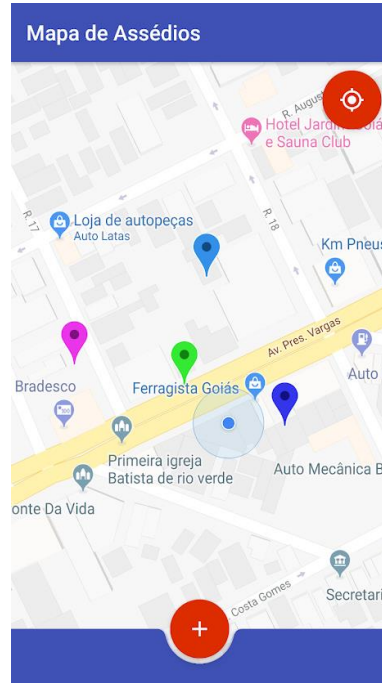 Mapa de Assédios
R. Augus
Hotel Jard
e Sauna Club
R. 17
Loja de autopeças
Auto Latas
R. 18
Km Pneus
Av. Pres. Vargas
Bradesco
Ferragista Goiás
Auto
Primeira igreja
Batista de rio verde
Auto Mecânica B
onte Da Vida
Costa Gomes
Secretari
+